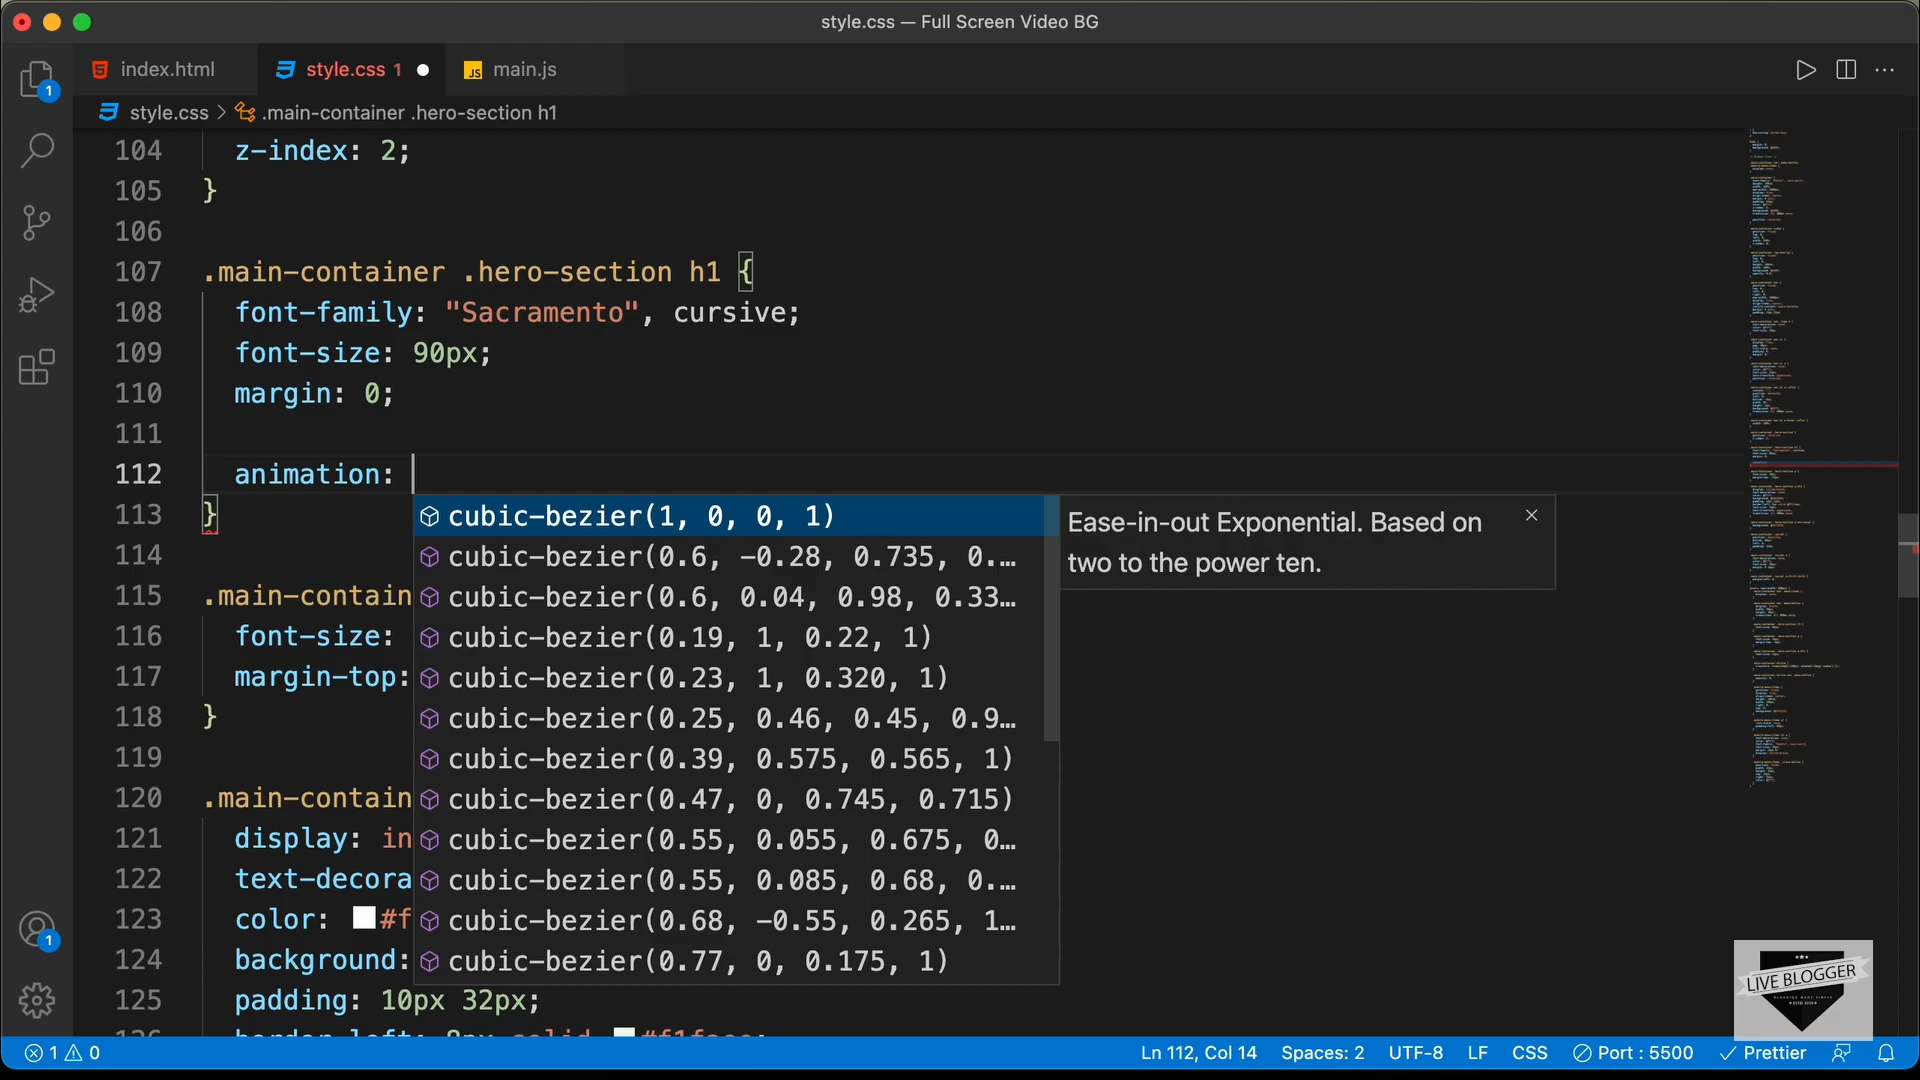 style.css — Full Screen Video BG
index.html
style.css 1
JS main.js
style.css > .main-container .hero-section h1
104 z-index: 2;
105 }
106
107 .main-container .hero-section h1 {
108 font-family: "Sacramento", cursive;
109 font-size: 90px;
110 margin: 0;
111
112 animation:
113 }
114
115 .main-contain
116 font-size:
117 margin-top:
118 }
119
120 .main-contain
121 display: in
122 text-decora
123 color: #f
124 background:
125 padding: 10px 32px;
cubic-bezier(1, 0, 0, 1)
cubic-bezier(0.6, -0.28, 0.735, 0.…
cubic-bezier(0.6, 0.04, 0.98, 0.33…
cubic-bezier(0.19, 1, 0.22, 1)
cubic-bezier(0.23, 1, 0.320, 1)
cubic-bezier(0.25, 0.46, 0.45, 0.9…
cubic-bezier(0.39, 0.575, 0.565, 1)
cubic-bezier(0.47, 0, 0.745, 0.715)
cubic-bezier(0.55, 0.055, 0.675, 0…
cubic-bezier(0.55, 0.085, 0.68, 0.…
cubic-bezier(0.68, -0.55, 0.265, 1…
cubic-bezier(0.77, 0, 0.175, 1)
Ease-in-out Exponential. Based on
two to the power ten.
1
1
LIVE BLOGGER
1 0
Ln 112, Col 14 Spaces: 2 UTF-8 LF CSS Port : 5500 Prettier